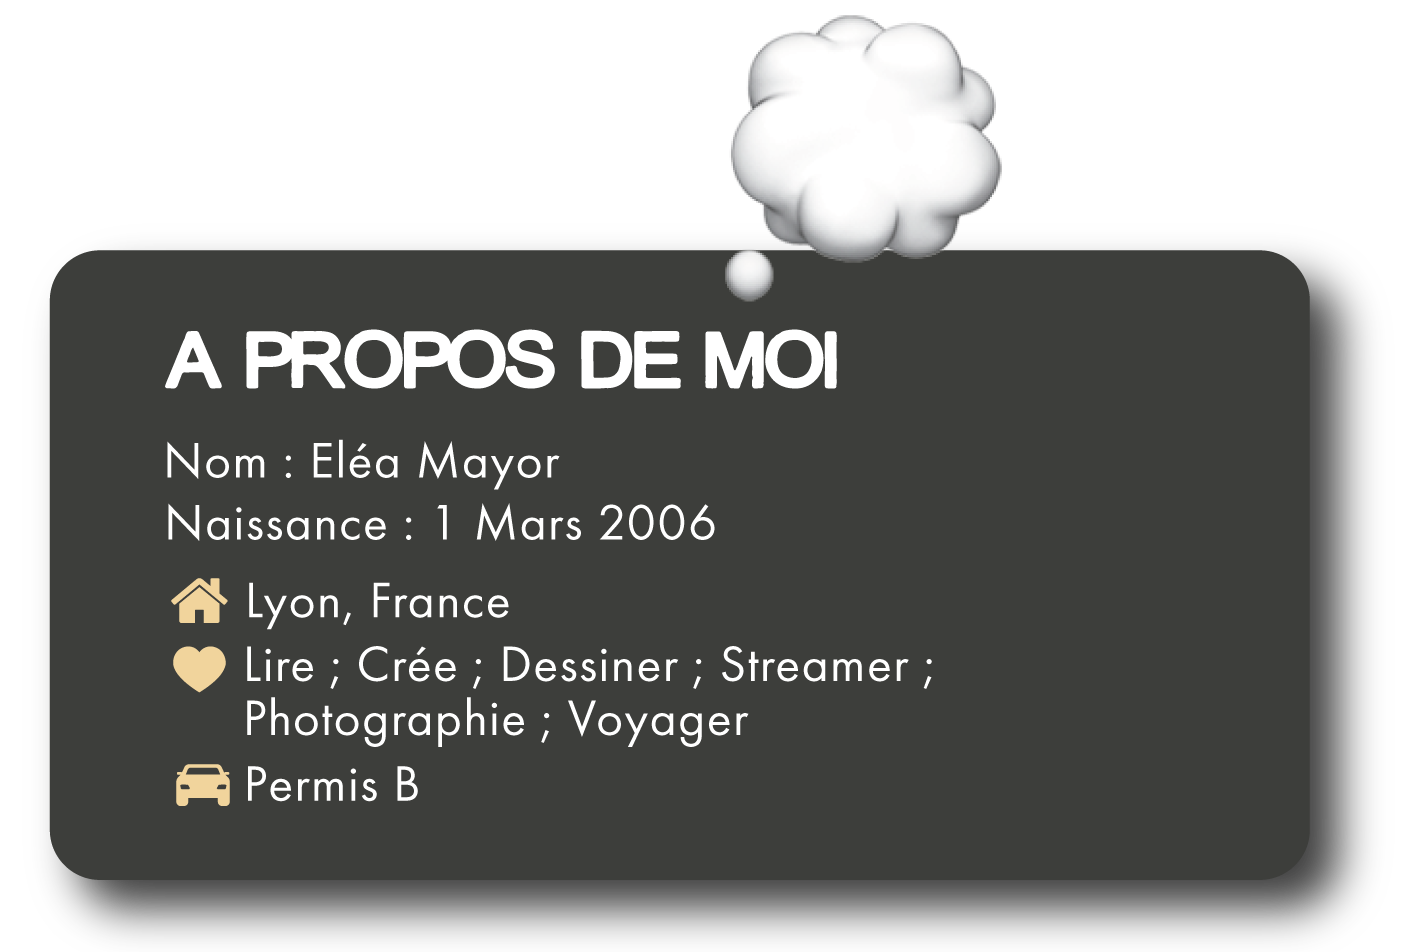 A PROPOS DE MOI
Nom : Eléa Mayor
Naissance : 1 Mars 2006
Lyon, France
Lire ; Crée ; Dessiner ; Streamer ;
Photographie ; Voyager
Permis B